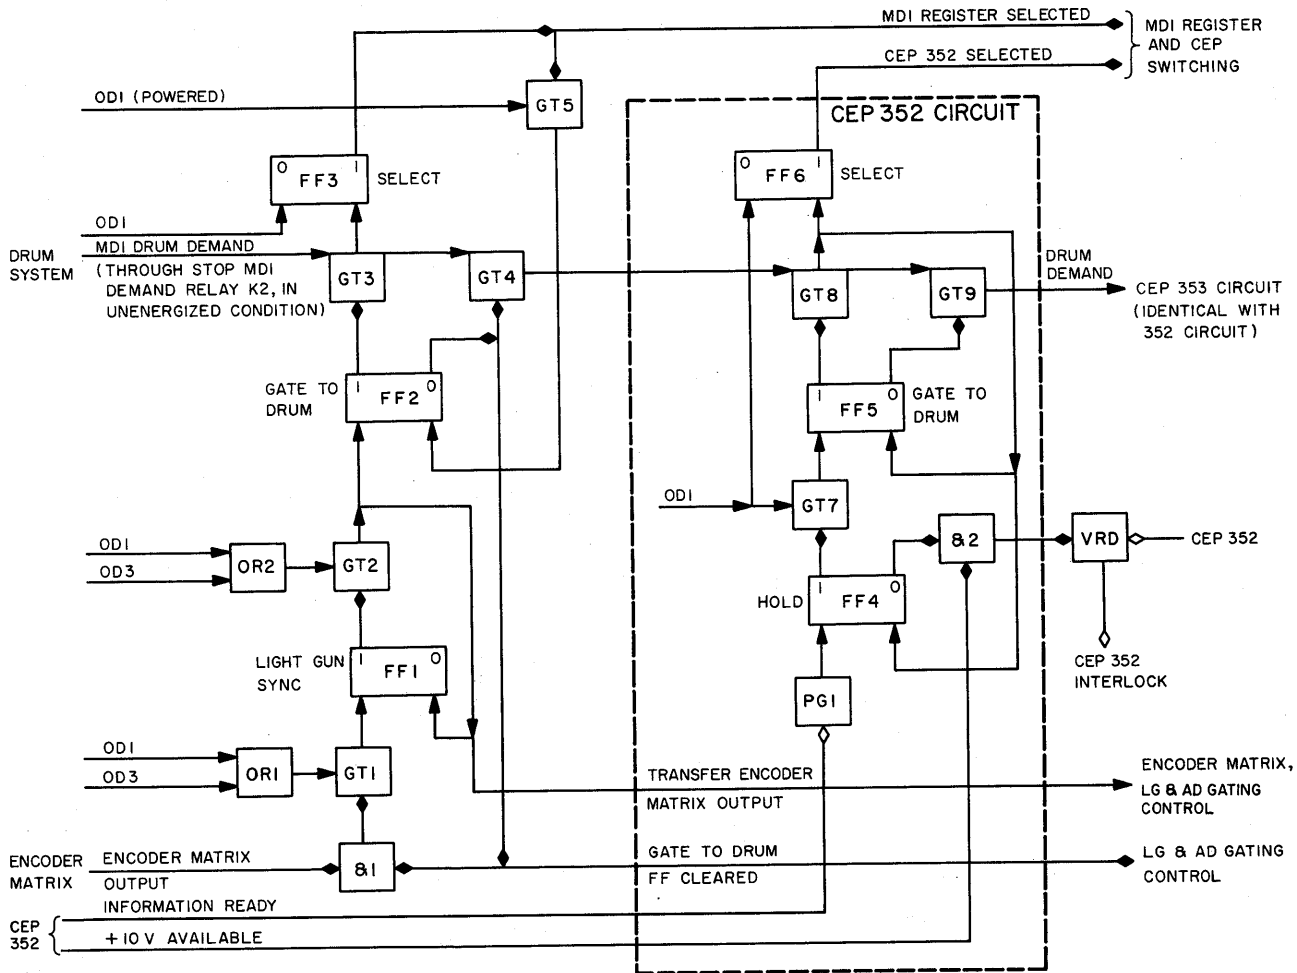 MDI REGISTER SELECTED
MDI REGISTER
AND CEP
SWITCHING
CEP 352 SELECTED
OD1 (POWERED)
GT5
CEP 352 CIRCUIT
0 1
FF3
SELECT
0 1
FF6
SELECT
OD1
DRUM
SYSTEM
MDI DRUM DEMAND
(THROUGH STOP MDI
DEMAND RELAY K2, IN
UNENERGIZED CONDITION)
GT3
GT4
GT8
GT9
DRUM
DEMAND
CEP 353 CIRCUIT
(IDENTICAL WITH
352 CIRCUIT)
GATE TO
DRUM
1 0
FF2
1 0
FF5
GATE TO
DRUM
OD1
GT7
OD1
OD3
OR2
GT2
&2
VRD
CEP 352
HOLD
1 0
FF4
CEP 352
INTERLOCK
LIGHT GUN
SYNC
1 0
FF1
PG1
OD1
OD3
OR1
GT1
TRANSFER ENCODER
MATRIX OUTPUT
ENCODER MATRIX,
LG & AD GATING
CONTROL
ENCODER
MATRIX
ENCODER MATRIX
OUTPUT
&1
GATE TO DRUM
FF CLEARED
LG & AD GATING
CONTROL
CEP
352
INFORMATION READY
+10 V AVAILABLE